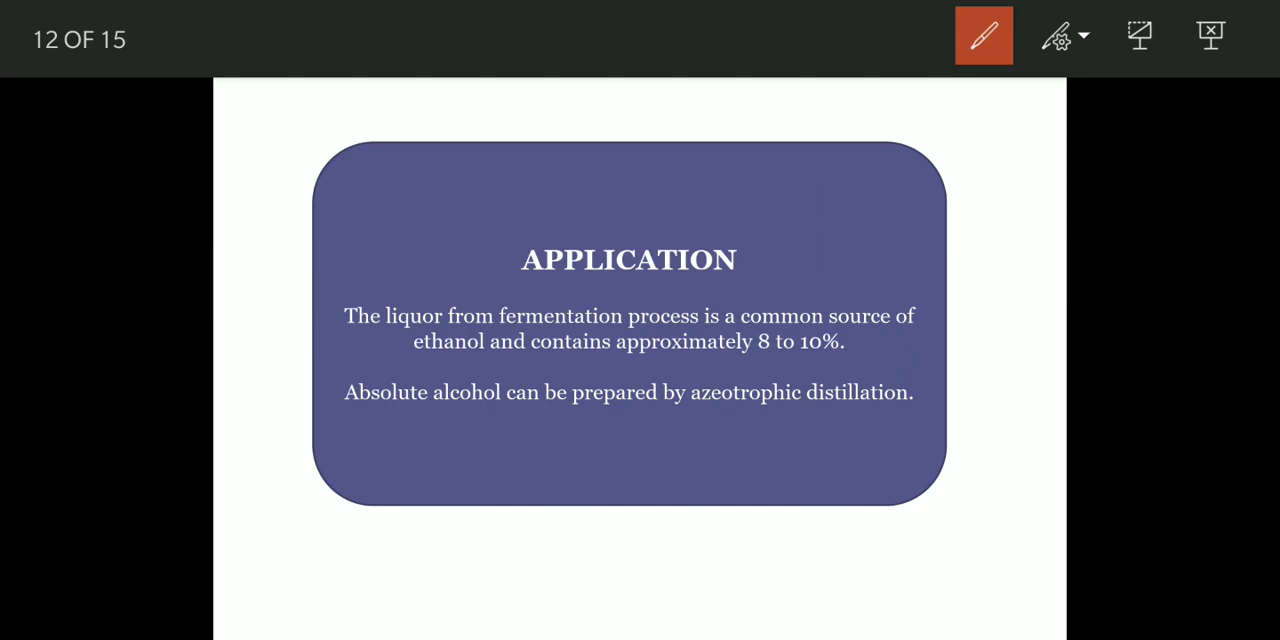 12 OF 15
APPLICATION
The liquor from fermentation process is a common source of
ethanol and contains approximately 8 to 10%.
Absolute alcohol can be prepared by azeotrophic distillation.